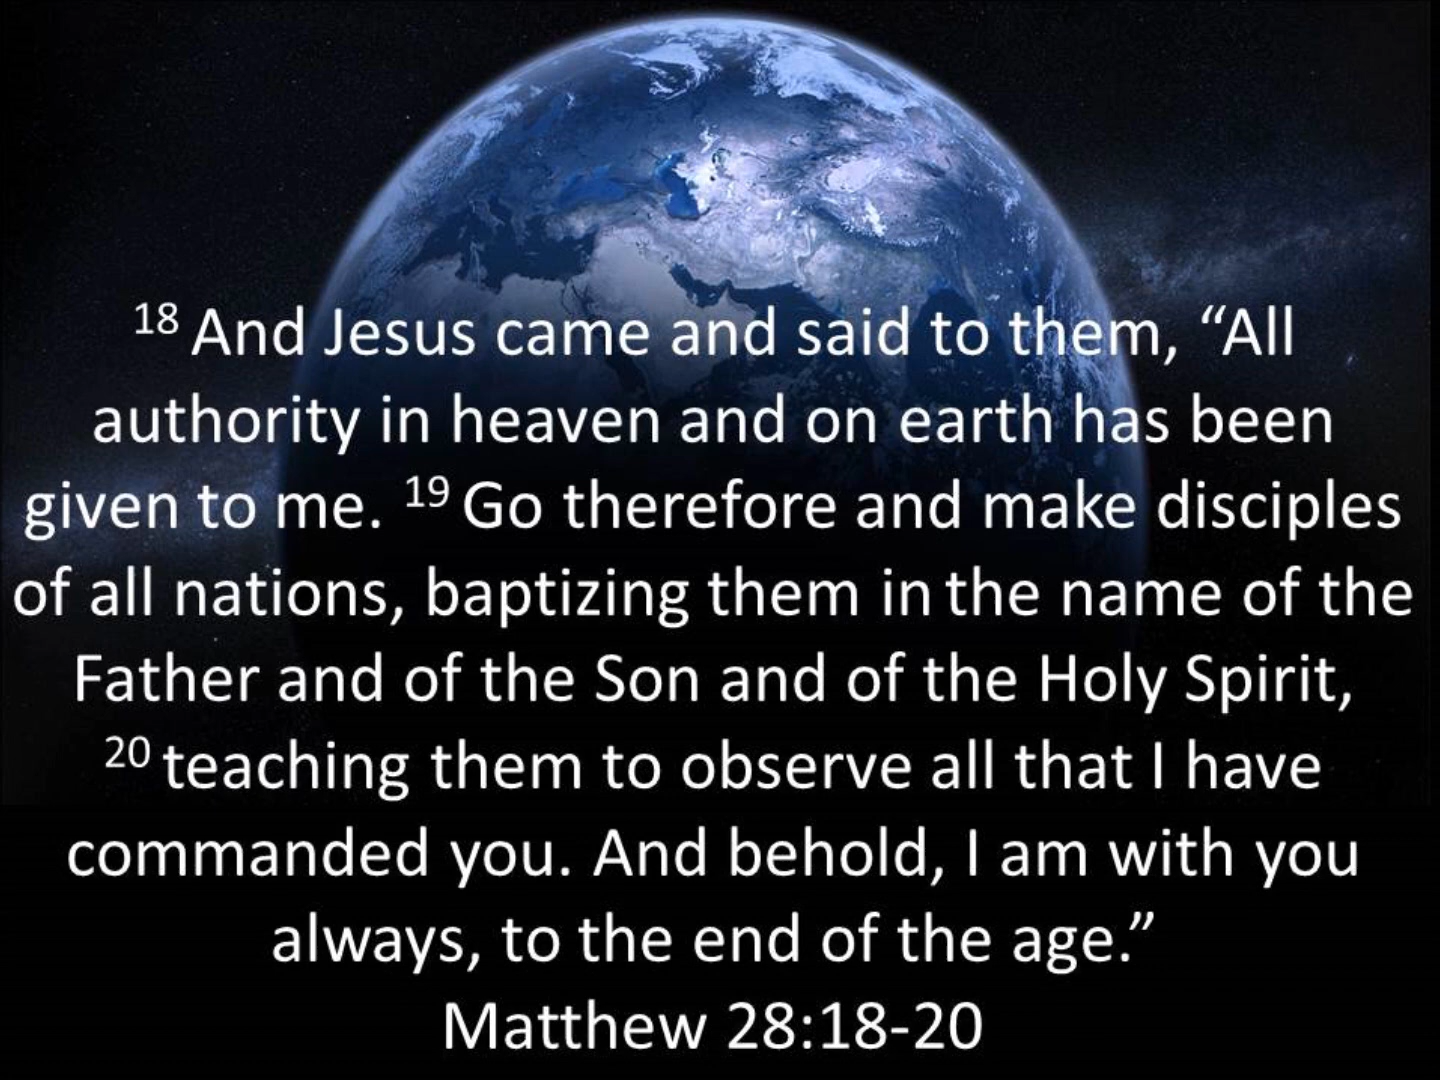 18 And Jesus came and said to them, “All
authority in heaven and on earth has been
given to me. 19 Go therefore and make disciples
of all nations, baptizing them in the name of the
Father and of the Son and of the Holy Spirit,
20 teaching them to observe all that I have
commanded you. And behold, I am with you
always, to the end of the age.”
Matthew 28:18-20